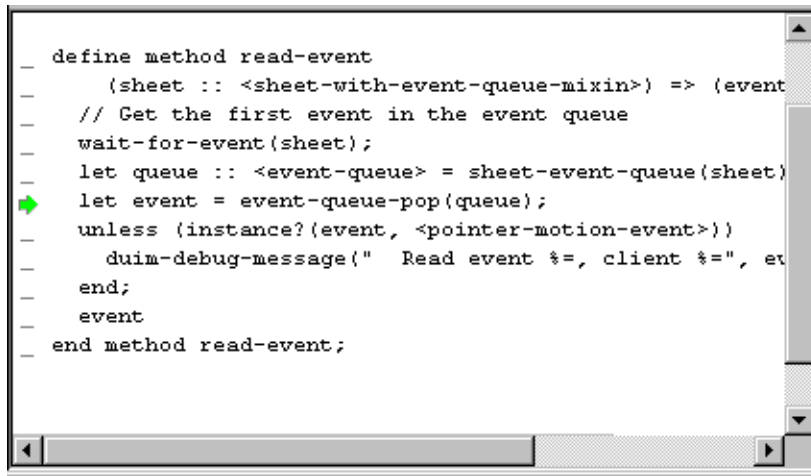 define method read-event
(sheet :: <sheet-with-event-queue-mixin>) => (event
// Get the first event in the event queue
wait-for-event(sheet);
let queue :: <event-queue> = sheet-event-queue(sheet)
let event = event-queue-pop(queue);
unless (instance?(event, <pointer-motion-event>))
duim-debug-message("  Read event %=, client %=", ev
end;
event
end method read-event;